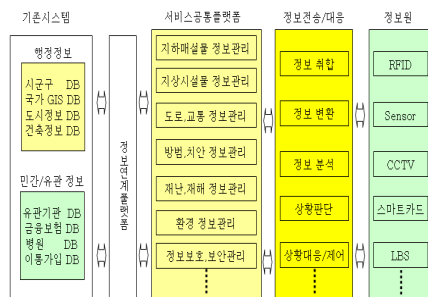 기존시스템
서비스공통플랫폼
정보전송/대응
정보원
행정정보
시군구 DB
국가 GIS DB
도시정보 DB
건축정보 DB
민간/유관 정보
유관기관 DB
금융보험 DB
병원 DB
이통가입 DB
정보연계플랫폼
지하매설물 정보관리
지상시설물 정보관리
도로,교통 정보관리
방범,치안 정보관리
재난,재해 정보관리
환경 정보관리
정보보호,보안관리
정보 취합
정보 변환
정보 분석
상황판단
상황대응/제어
RFID
Sensor
CCTV
스마트카드
LBS